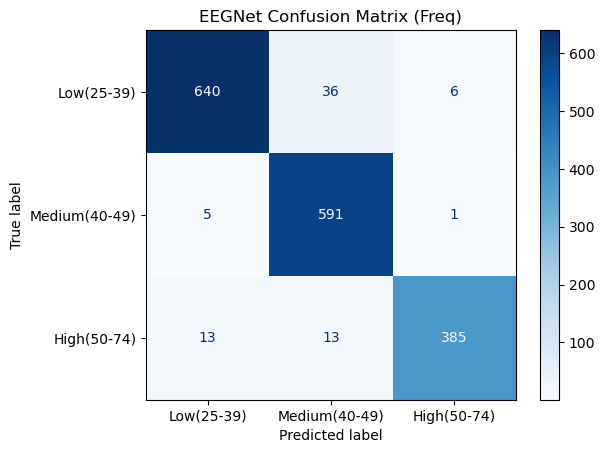 EEGNet Confusion Matrix (Freq)
True label
Low(25-39)
640 36 6
Medium(40-49)
5 591 1
High(50-74)
13 13 385
Low(25-39) Medium(40-49) High(50-74)
Predicted label
600
500
400
300
200
100